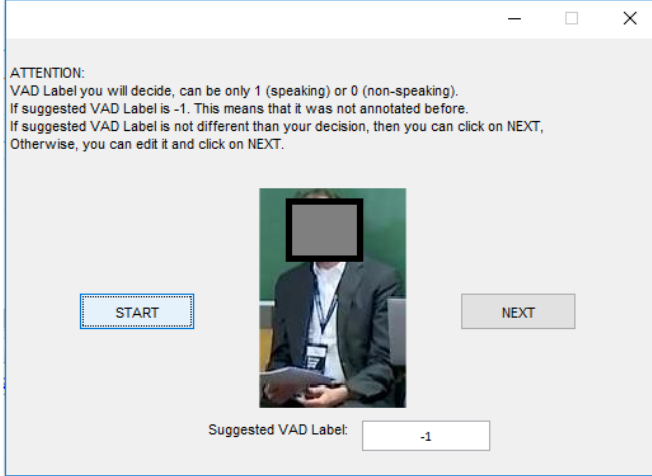 ATTENTION:
VAD Label you will decide, can be only 1 (speaking) or 0 (non-speaking).
If suggested VAD Label is -1. This means that it was not annotated before.
If suggested VAD Label is not different than your decision, then you can click on NEXT,
Otherwise, you can edit it and click on NEXT.
START
NEXT
Suggested VAD Label:
-1